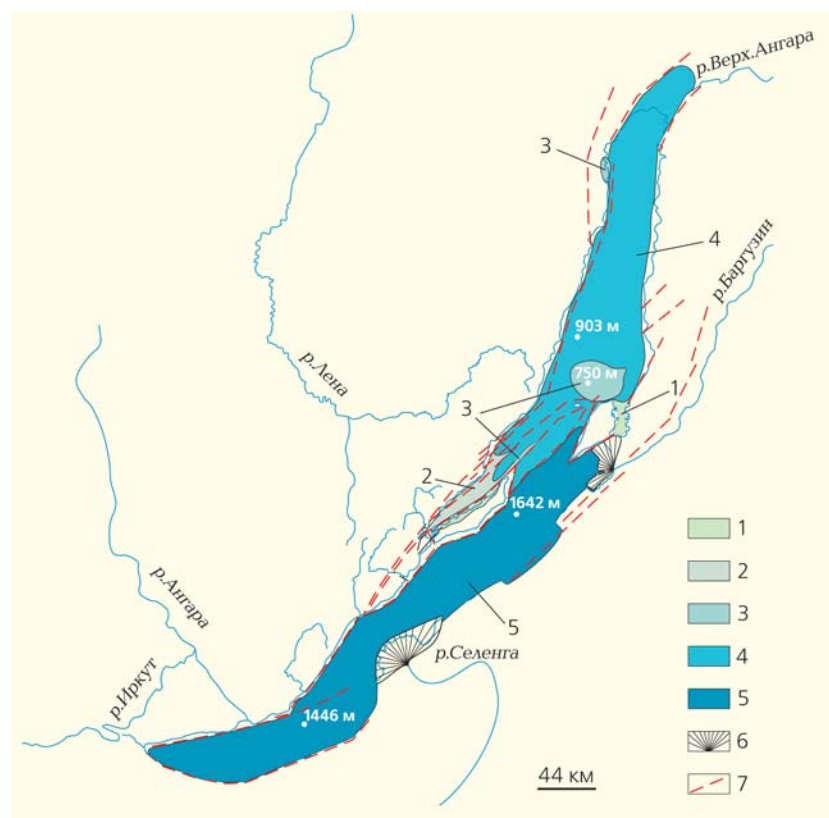 р.Верх.Ангара
3
4
р.Баргузин
903 м
р.Лена
750 м
1
3
2
1642 м
1
2
р.Ангара
3
5
р.Селенга
4
р.Иркут
5
1446 м
6
44 км
7